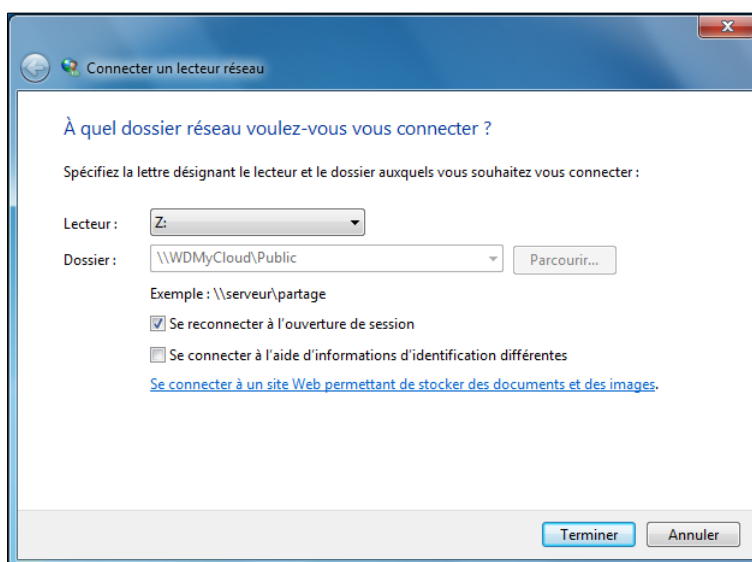 Connecter un lecteur réseau
À quel dossier réseau voulez-vous vous connecter ?
Spécifiez la lettre désignant le lecteur et le dossier auxquels vous souhaitez vous connecter :
Lecteur : Z:
Dossier : \\WDMyCloud\Public Parcourir...
Exemple : \\serveur\partage
Se reconnecter à l'ouverture de session
Se connecter à l'aide d'informations d'identification différentes
Se connecter à un site Web permettant de stocker des documents et des images.
Terminer Annuler